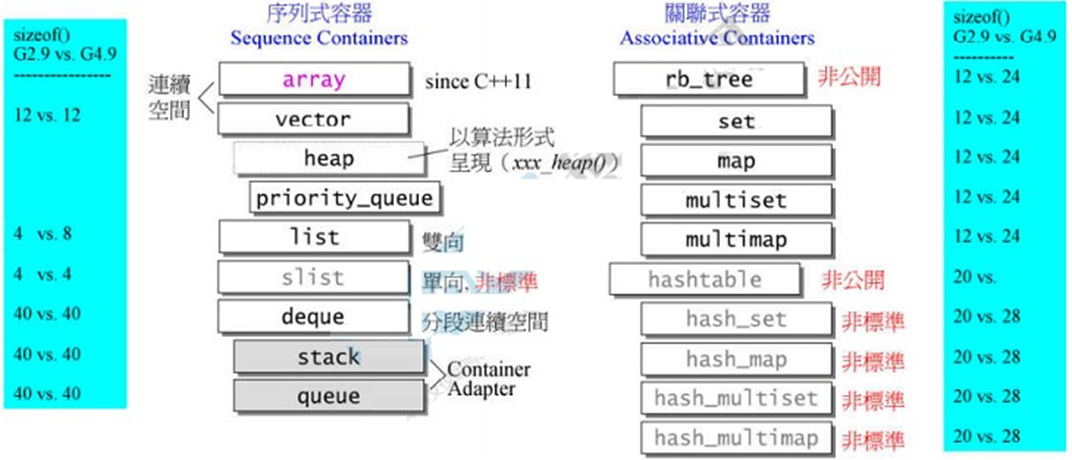 sizeof()
G2.9 vs. G4.9
----------------
12 vs. 12
4 vs. 8
4 vs. 4
40 vs. 40
40 vs. 40
40 vs. 40
序列式容器
Sequence Containers
連續
空間
array
since C++11
vector
heap
以算法形式
呈現（xxx_heap()）
priority_queue
list
雙向
slist
單向, 非標準
deque
分段連續空間
stack
queue
Container
Adapter
關聯式容器
Associative Containers
rb_tree
非公開
set
map
multiset
multimap
hashtable
非公開
hash_set
非標準
hash_map
非標準
hash_multiset
非標準
hash_multimap
非標準
sizeof()
G2.9 vs. G4.9
----------
12 vs. 24
12 vs. 24
12 vs. 24
12 vs. 24
12 vs. 24
20 vs.
20 vs. 28
20 vs. 28
20 vs. 28
20 vs. 28